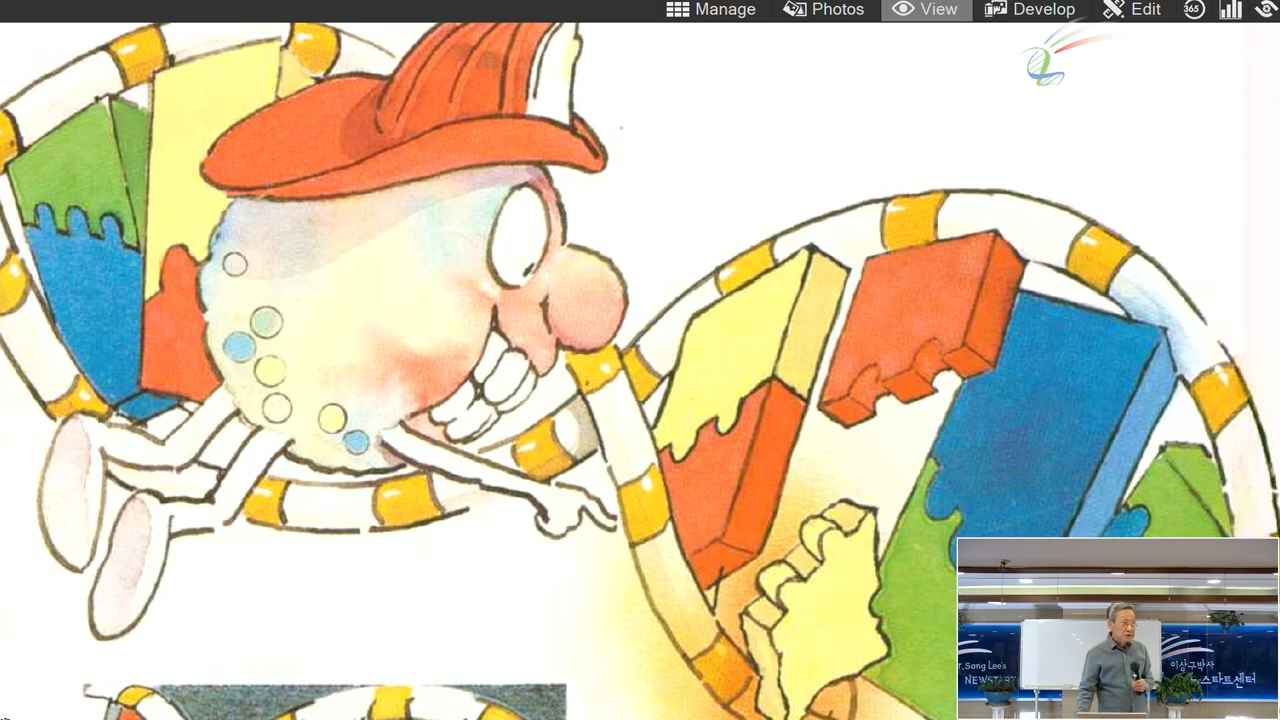 Manage Photos View Develop Edit 365
r.Sang Lee's
NEWSTART
이상구박사
스타트센터